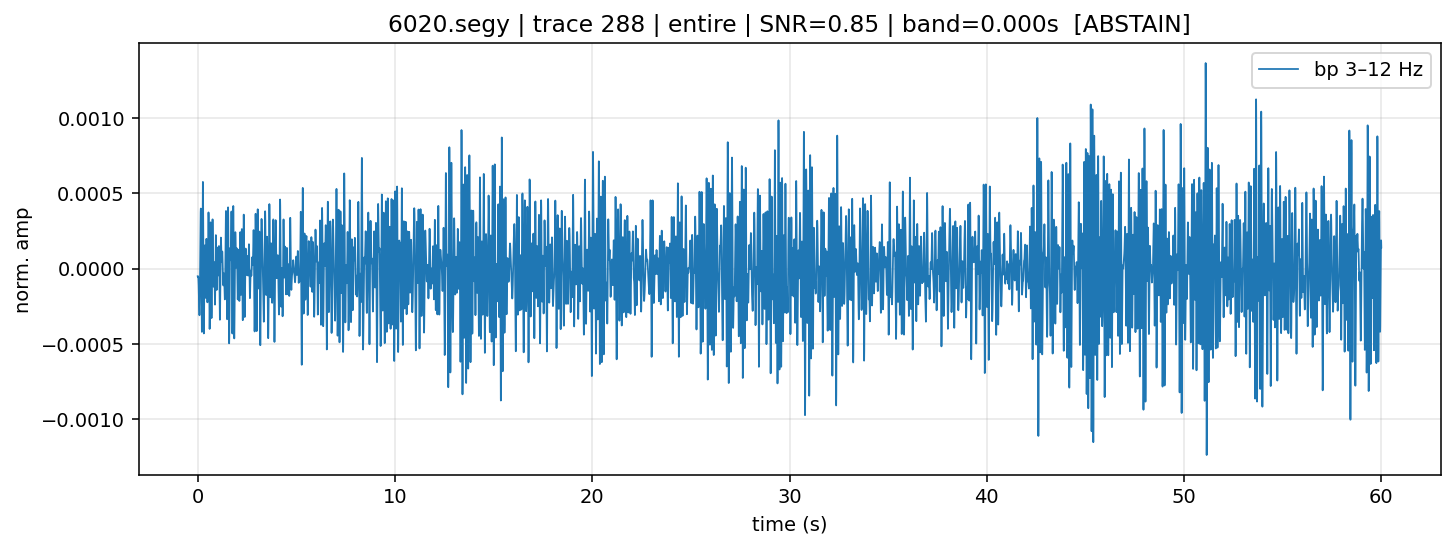 6020.segy | trace 288 | entire | SNR=0.85 | band=0.000s  [ABSTAIN]
bp 3–12 Hz
norm. amp
0.0010
0.0005
0.0000
−0.0005
−0.0010
0 10 20 30 40 50 60
time (s)